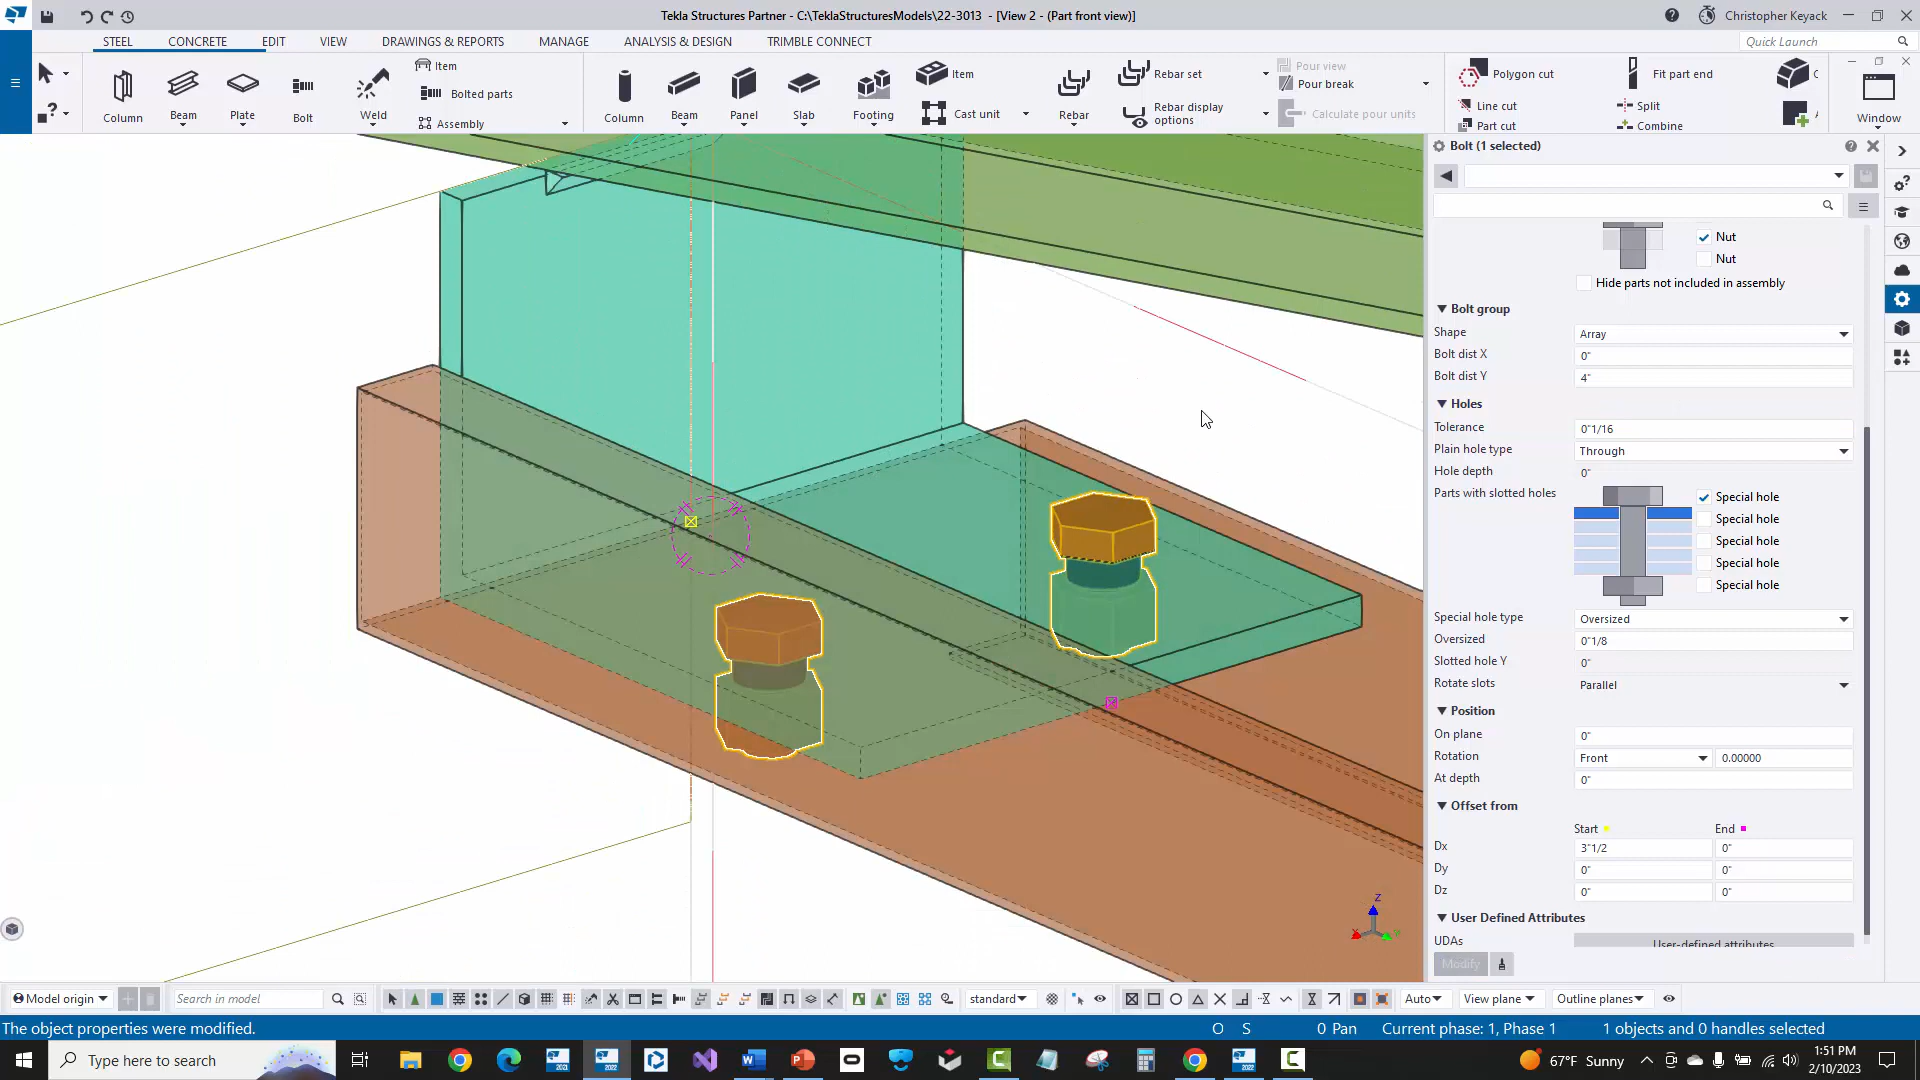 Tekla Structures Partner - C:\TeklaStructuresModels\22-3013 - [View 2 - (Part front view)]
Christopher Keyack
STEEL CONCRETE EDIT VIEW DRAWINGS & REPORTS MANAGE ANALYSIS & DESIGN TRIMBLE CONNECT
Quick Launch
Column
Beam
Plate
Bolt
Weld
Item
Bolted parts
Assembly
Column
Beam
Panel
Slab
Footing
Item
Cast unit
Rebar
Rebar set
Rebar display
options
Pour view
Pour break
Calculate pour units
Polygon cut
Line cut
Part cut
Fit part end
Split
Combine
Window
Bolt (1 selected)
Nut
Nut
Hide parts not included in assembly
Bolt group
Shape Array
Bolt dist X 0"
Bolt dist Y 4"
Holes
Tolerance 0"1/16
Plain hole type Through
Hole depth 0"
Parts with slotted holes Special hole
Special hole
Special hole
Special hole
Special hole
Special hole type Oversized
Oversized 0"1/8
Slotted hole Y 0"
Rotate slots Parallel
Position
On plane 0"
Rotation Front 0.00000
At depth 0"
Offset from
Start End
Dx 3"1/2 0"
Dy 0" 0"
Dz 0" 0"
User Defined Attributes
UDAs User-defined attributes
Modify
Z
Model origin Search in model standard Auto View plane Outline planes
The object properties were modified. O S 0 Pan Current phase: 1, Phase 1 1 objects and 0 handles selected
Type here to search
67°F Sunny
1:51 PM
2/10/2023